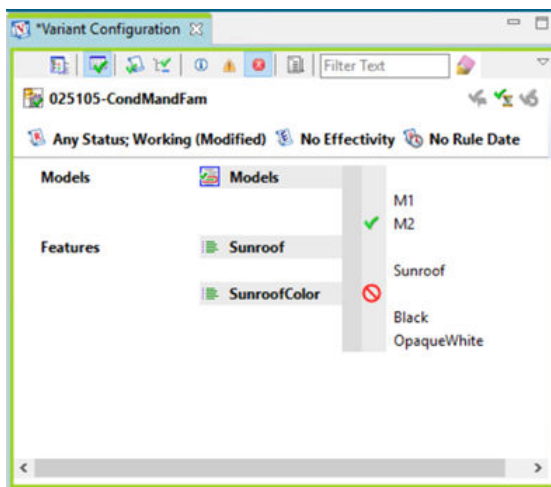 *Variant Configuration
Filter Text
025105-CondMandFam
Any Status; Working (Modified) No Effectivity No Rule Date
Models Models
M1
M2
Features Sunroof
Sunroof
SunroofColor
Black
OpaqueWhite